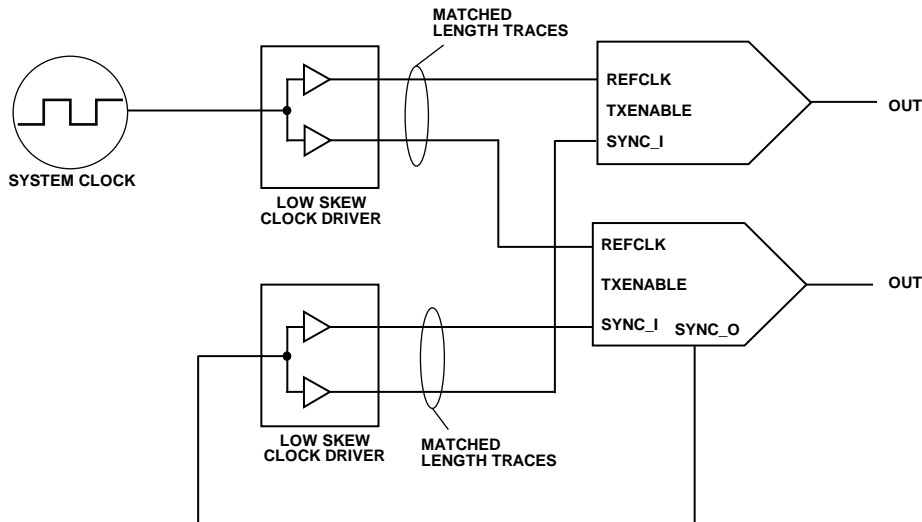 MATCHED
LENGTH TRACES
REFCLK
TXENABLE
SYNC_I
OUT
SYSTEM CLOCK
LOW SKEW
CLOCK DRIVER
REFCLK
TXENABLE
SYNC_I
SYNC_O
OUT
LOW SKEW
CLOCK DRIVER
MATCHED
LENGTH TRACES